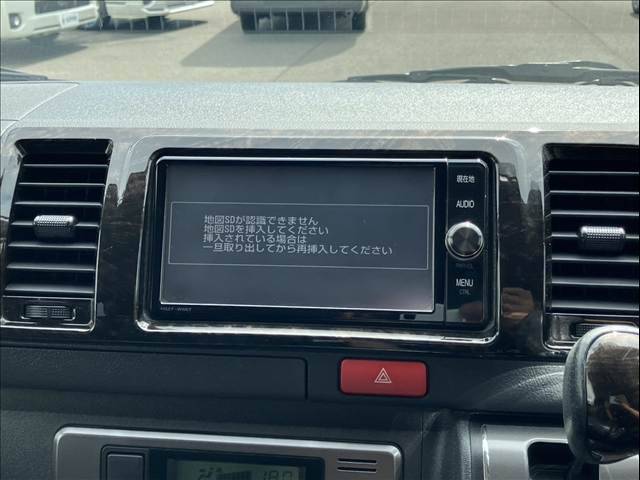 地図SDが認識できません
地図SDを挿入してください
挿入されている場合は
一旦取り出してから再挿入してください
現在地
AUDIO
MENU
CTRL